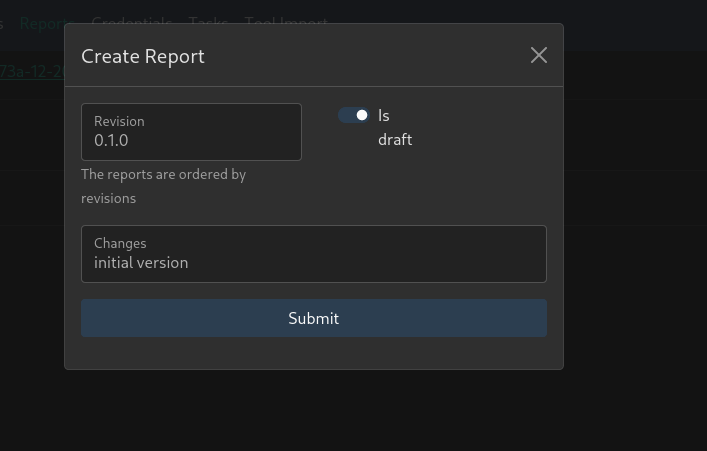 s Reports Credentials Tasks Tool Import
Create Report
73a-12-2
Revision
0.1.0
Is
draft
The reports are ordered by
revisions
Changes
initial version
Submit